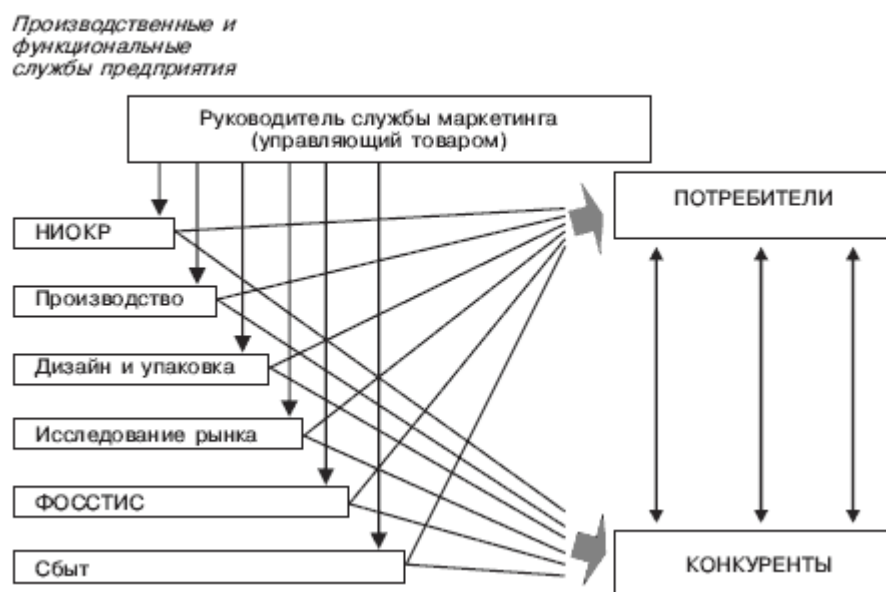 Производственные и
функциональные
службы предприятия
Руководитель службы маркетинга
(управляющий товаром)
ПОТРЕБИТЕЛИ
НИОКР
Производство
Дизайн и упаковка
Исследование рынка
ФОССТИС
Сбыт
КОНКУРЕНТЫ